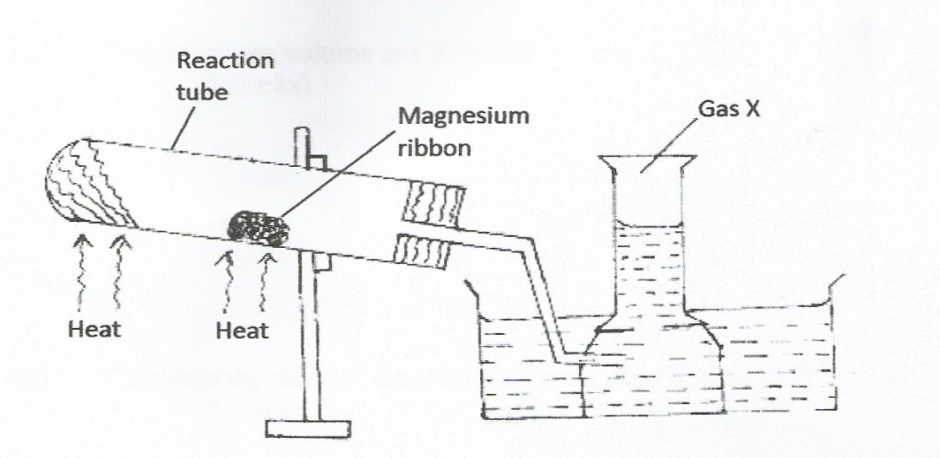 Reaction
tube
Magnesium
ribbon
Gas X
Heat
Heat